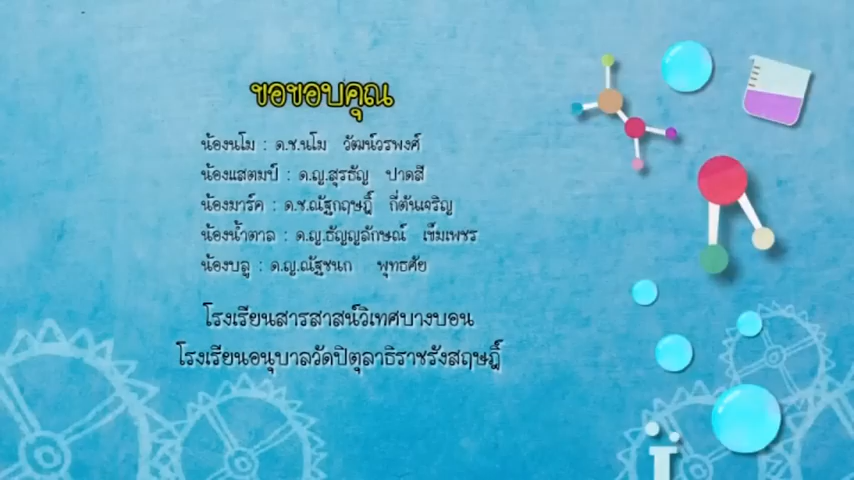 ขอขอบคุณ
น้องนโม : ด.ช.นโม วัฒน์วรพงศ์
น้องแสตมป์ : ด.ญ.สุรธัญ ปาดสี
น้องมาร์ค : ด.ช.ณัฐกฤษฎิ์ กี่ตันเจริญ
น้องน้ำตาล : ด.ญ.ธัญญลักษณ์ เข็มเพชร
น้องบลู : ด.ญ.ณัฐชนก พุทธศัย
โรงเรียนสารสาสน์วิเทศบางบอน
โรงเรียนอนุบาลวัดปิตุลาธิราชรังสฤษฎิ์